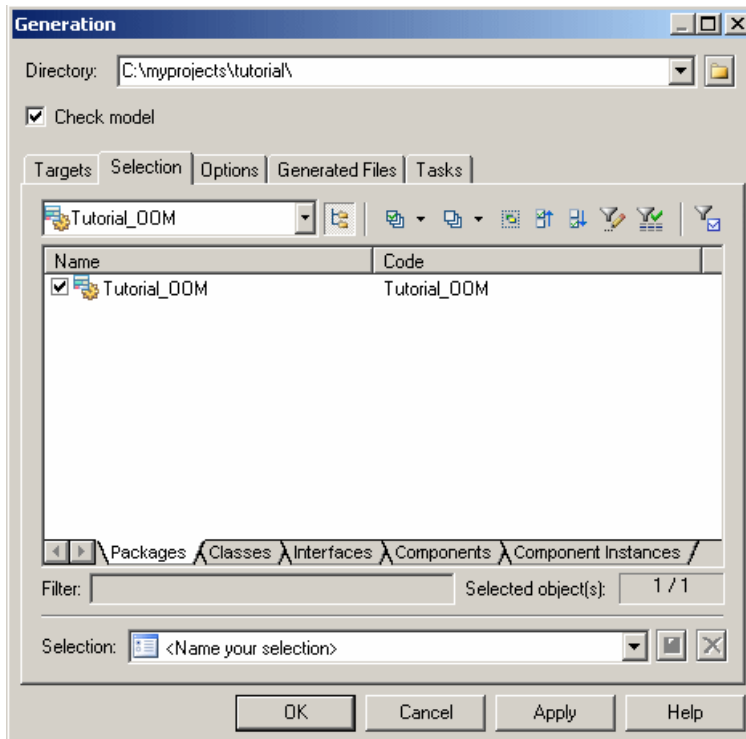 Generation
Directory: C:\myprojects\tutorial\
Check model
Targets Selection Options Generated Files Tasks
Tutorial_OOM
Name Code
Tutorial_OOM Tutorial_OOM
Packages Classes Interfaces Components Component Instances
Filter: Selected object(s): 1 / 1
Selection: <Name your selection>
OK Cancel Apply Help